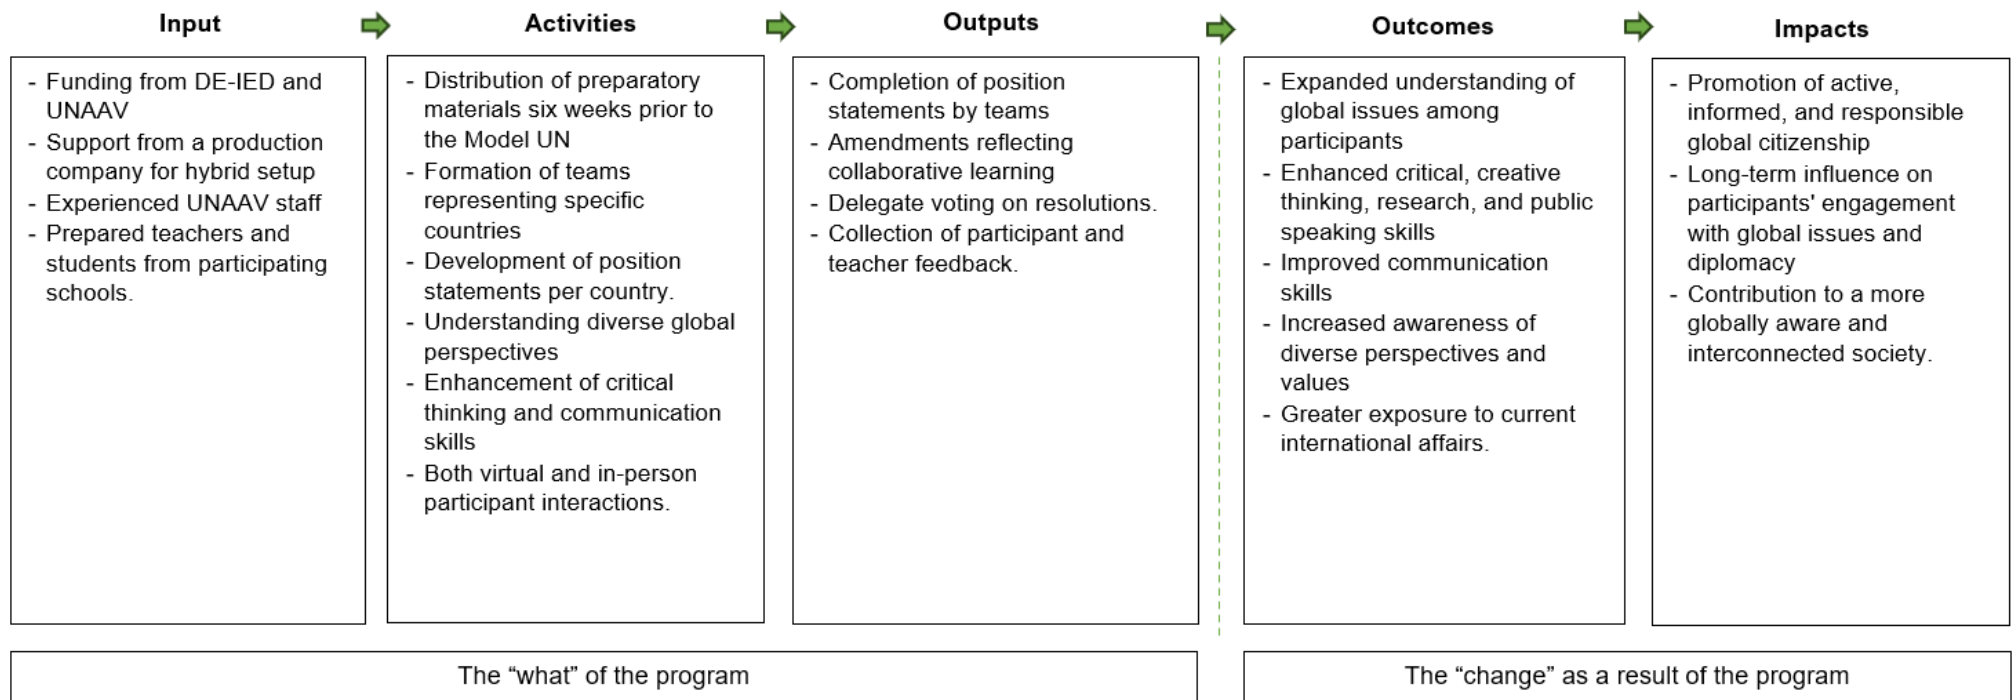 Input
Activities
Outputs
Outcomes
Impacts
- Funding from DE-IED and
UNAAV
- Support from a production
company for hybrid setup
- Experienced UNAAV staff
- Prepared teachers and
students from participating
schools.
- Distribution of preparatory
materials six weeks prior to
the Model UN
- Formation of teams
representing specific
countries
- Development of position
statements per country.
- Understanding diverse global
perspectives
- Enhancement of critical
thinking and communication
skills
- Both virtual and in-person
participant interactions.
- Completion of position
statements by teams
- Amendments reflecting
collaborative learning
- Delegate voting on resolutions.
- Collection of participant and
teacher feedback.
- Expanded understanding of
global issues among
participants
- Enhanced critical, creative
thinking, research, and public
speaking skills
- Improved communication
skills
- Increased awareness of
diverse perspectives and
values
- Greater exposure to current
international affairs.
- Promotion of active,
informed, and responsible
global citizenship
- Long-term influence on
participants' engagement
with global issues and
diplomacy
- Contribution to a more
globally aware and
interconnected society.
The “what” of the program
The “change” as a result of the program